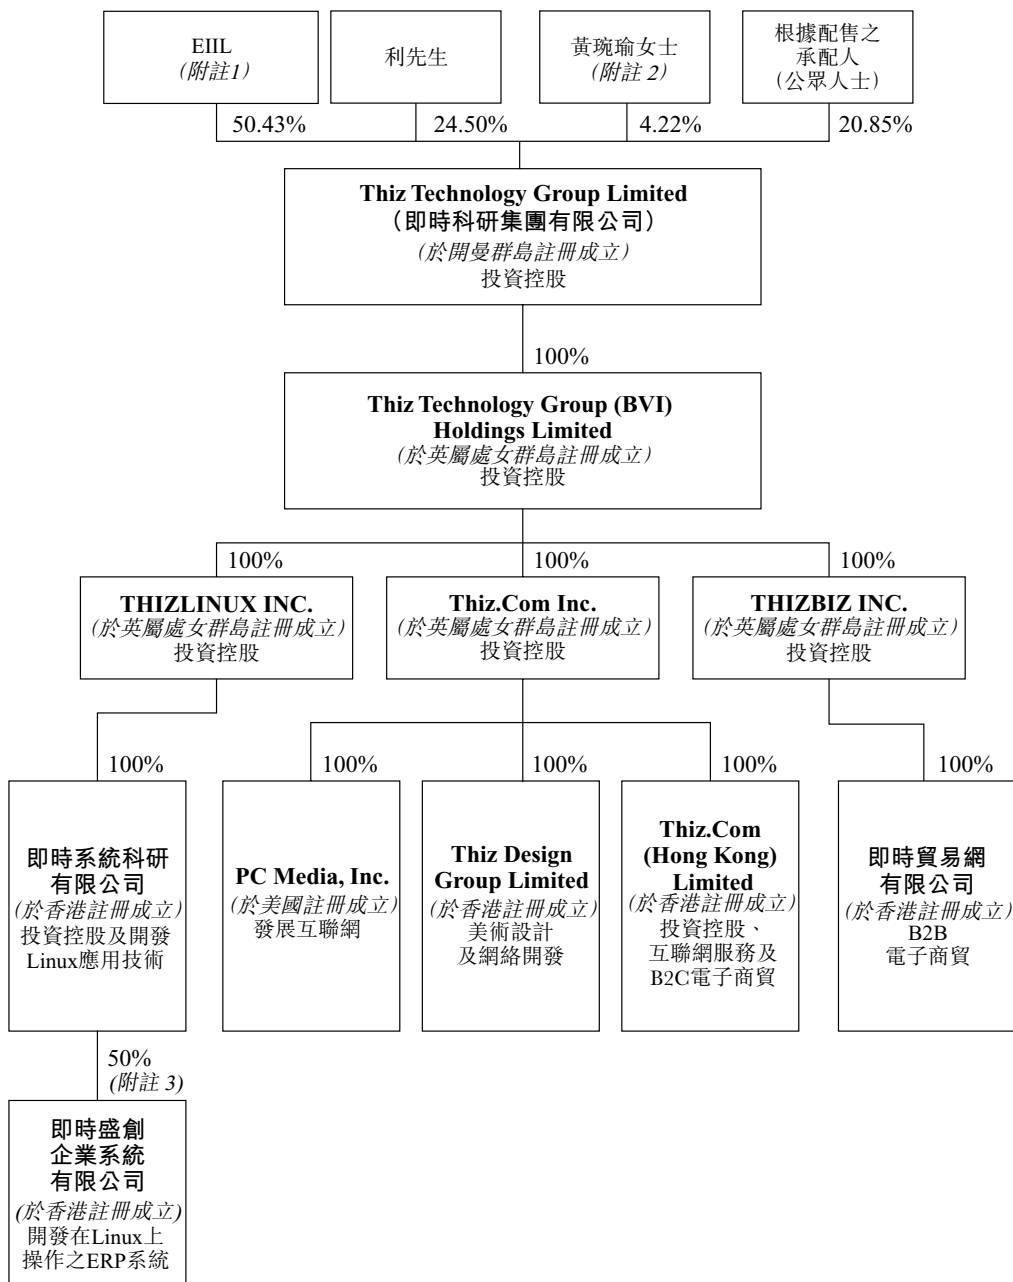 EIIL
(附註1)
利先生
黃琬瑜女士
(附註 2)
根據配售之
承配人
(公眾人士)
50.43%
24.50%
4.22%
20.85%
Thiz Technology Group Limited
(即時科研集團有限公司)
(於開曼群島註冊成立)
投資控股
100%
Thiz Technology Group (BVI)
Holdings Limited
(於英屬處女群島註冊成立)
投資控股
100%
100%
100%
THIZLINUX INC.
(於英屬處女群島註冊成立)
投資控股
Thiz.Com Inc.
(於英屬處女群島註冊成立)
投資控股
THIZBIZ INC.
(於英屬處女群島註冊成立)
投資控股
100%
100%
100%
100%
100%
即時系統科研
有限公司
(於香港註冊成立)
投資控股及開發
Linux應用技術
PC Media, Inc.
(於美國註冊成立)
發展互聯網
Thiz Design
Group Limited
(於香港註冊成立)
美術設計
及網絡開發
Thiz.Com
(Hong Kong)
Limited
(於香港註冊成立)
投資控股、
互聯網服務及
B2C電子商貿
即時貿易網
有限公司
(於香港註冊成立)
B2B
電子商貿
50%
(附註 3)
即時盛創
企業系統
有限公司
(於香港註冊成立)
開發在Linux上
操作之ERP系統